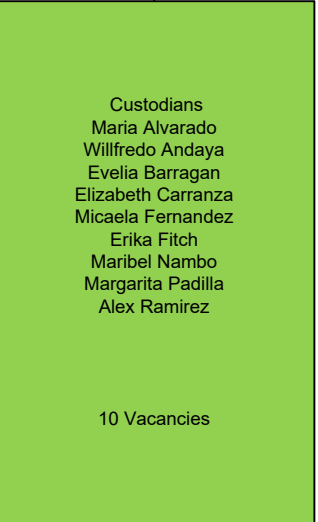 Custodians
Maria Alvarado
Willfredo Andaya
Evelia Barragan
Elizabeth Carranza
Micaela Fernandez
Erika Fitch
Maribel Nambo
Margarita Padilla
Alex Ramirez
10 Vacancies